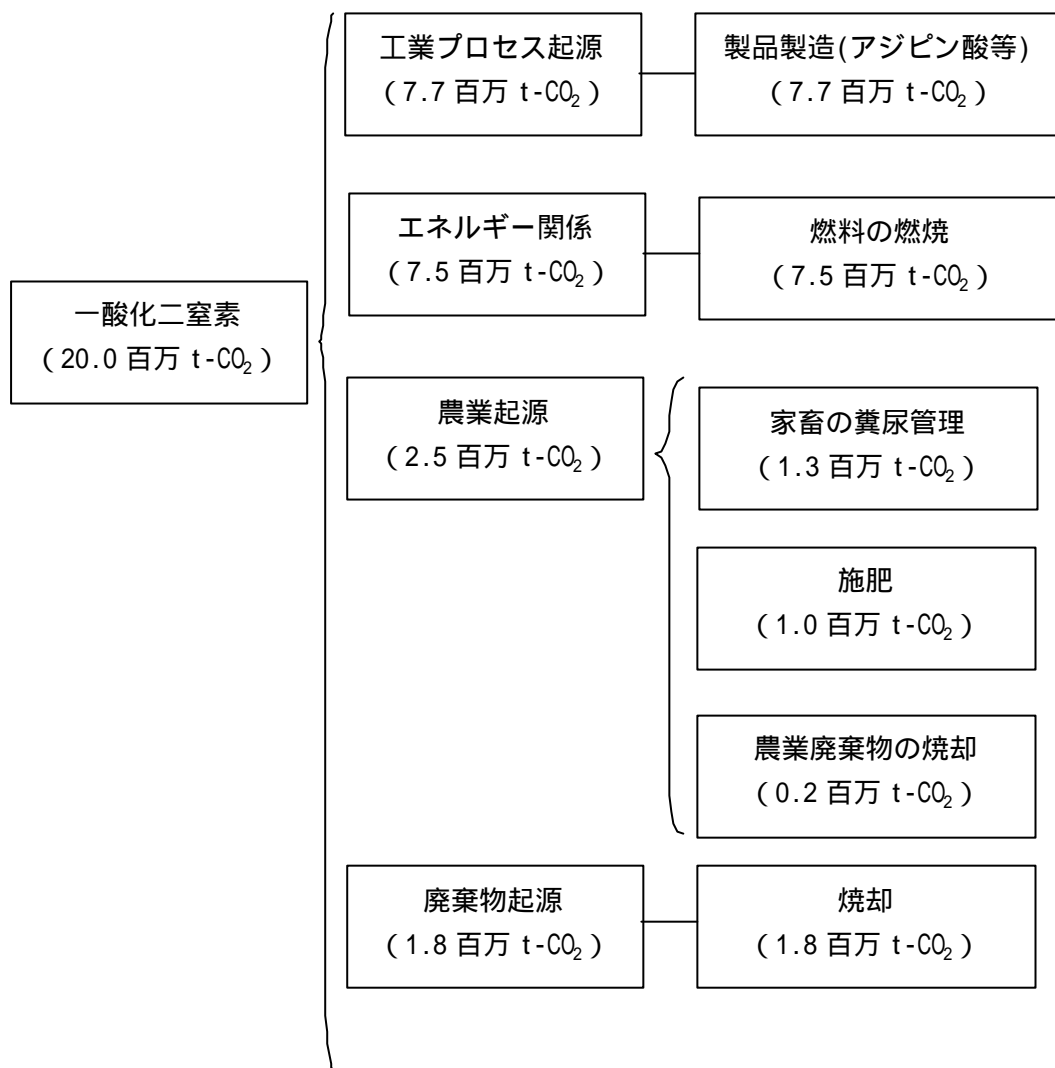 工業プロセス起源
（7.7 百万 t-CO₂）
製品製造(アジピン酸等)
（7.7 百万 t-CO₂）
エネルギー関係
（7.5 百万 t-CO₂）
燃料の燃焼
（7.5 百万 t-CO₂）
一酸化二窒素
（20.0 百万 t-CO₂）
農業起源
（2.5 百万 t-CO₂）
家畜の糞尿管理
（1.3 百万 t-CO₂）
施肥
（1.0 百万 t-CO₂）
農業廃棄物の焼却
（0.2 百万 t-CO₂）
廃棄物起源
（1.8 百万 t-CO₂）
焼却
（1.8 百万 t-CO₂）